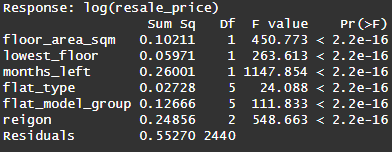 Response: log(resale_price)
Sum Sq Df F value Pr(>F)
floor_area_sqm 0.10211 1 450.773 < 2.2e-16
lowest_floor 0.05971 1 263.613 < 2.2e-16
months_left 0.26001 1 1147.854 < 2.2e-16
flat_type 0.02728 5 24.088 < 2.2e-16
flat_model_group 0.12666 5 111.833 < 2.2e-16
reigon 0.24856 2 548.663 < 2.2e-16
Residuals 0.55270 2440